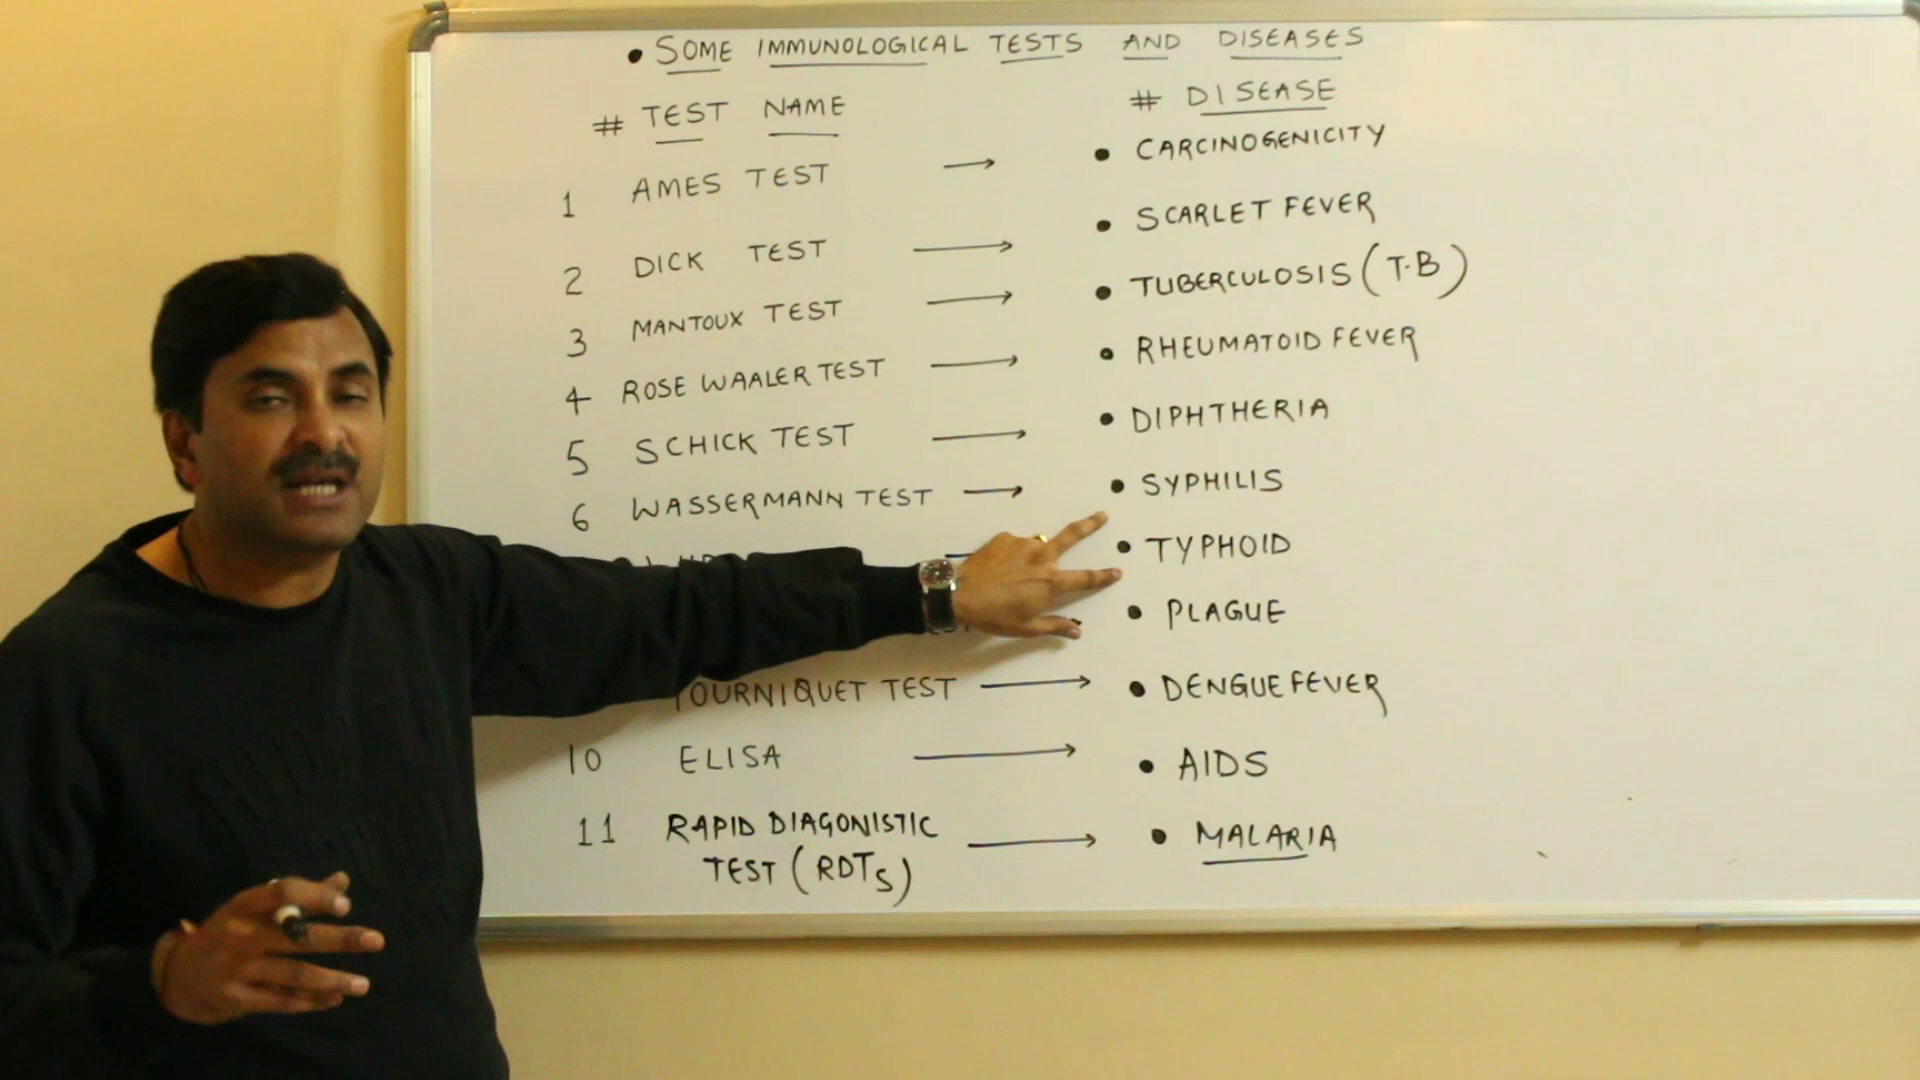 • SOME IMMUNOLOGICAL TESTS AND DISEASES
# TEST NAME # DISEASE
1 AMES TEST → • CARCINOGENICITY
2 DICK TEST → • SCARLET FEVER
3 MANTOUX TEST → • TUBERCULOSIS (T.B)
4 ROSE WAALER TEST → • RHEUMATOID FEVER
5 SCHICK TEST → • DIPHTHERIA
6 WASSERMANN TEST → • SYPHILIS
• TYPHOID
• PLAGUE
TOURNIQUET TEST → • DENGUE FEVER
10 ELISA → • AIDS
11 RAPID DIAGONISTIC → • MALARIA
TEST (RDTS)